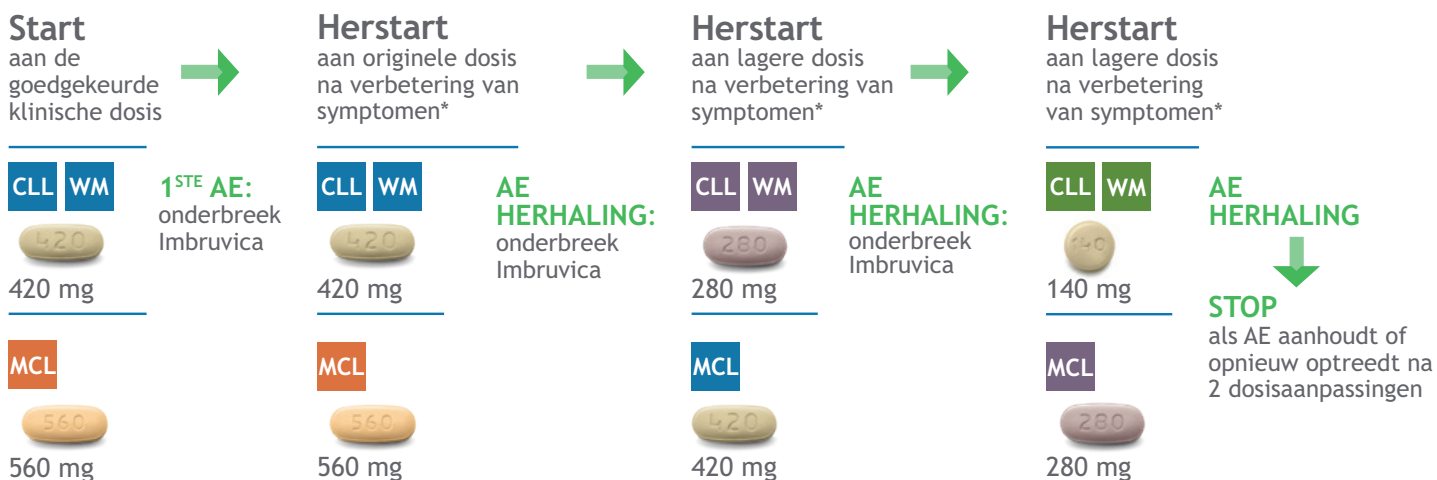 Start
aan de
goedgekeurde
klinische dosis
CLL WM
420
420 mg
MCL
560
560 mg
1STE AE:
onderbreek
Imbruvica
Herstart
aan originele dosis
na verbetering van
symptomen*
CLL WM
420
420 mg
MCL
560
560 mg
AE
HERHALING:
onderbreek
Imbruvica
Herstart
aan lagere dosis
na verbetering van
symptomen*
CLL WM
280
280 mg
MCL
420
420 mg
AE
HERHALING:
onderbreek
Imbruvica
Herstart
aan lagere dosis
na verbetering
van symptomen*
CLL WM
140
140 mg
MCL
280
280 mg
AE
HERHALING
STOP
als AE aanhoudt of
opnieuw optreedt na
2 dosisaanpassingen